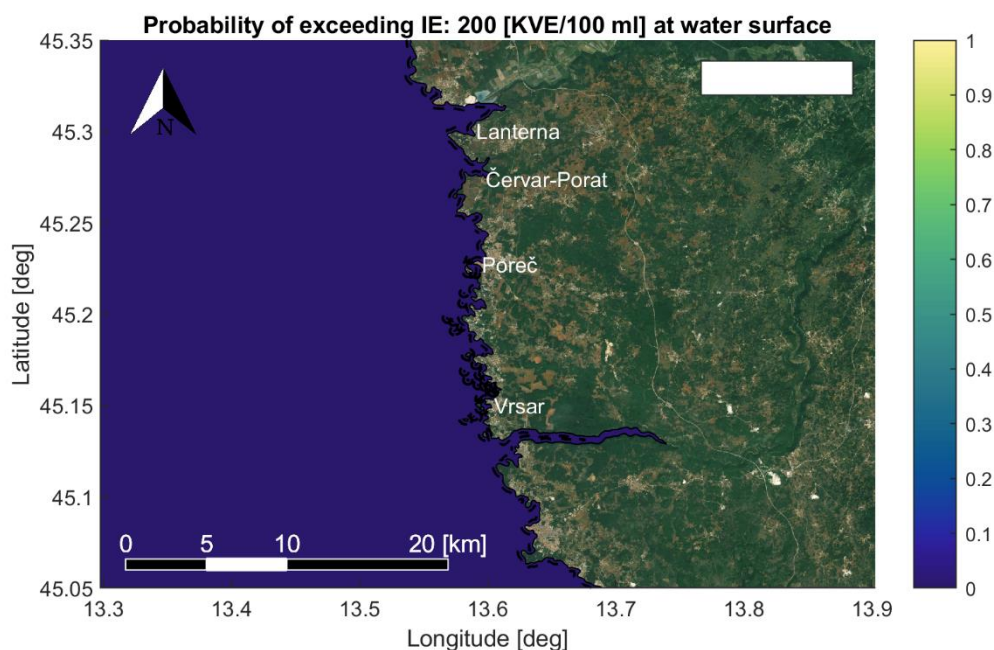 Probability of exceeding IE: 200 [KVE/100 ml] at water surface
45.35
45.3
45.25
45.2
45.15
45.1
45.05
Latitude [deg]
N
Lanterna
Červar-Porat
Poreč
Vrsar
0 5 10 20 [km]
13.3 13.4 13.5 13.6 13.7 13.8 13.9
Longitude [deg]
1
0.9
0.8
0.7
0.6
0.5
0.4
0.3
0.2
0.1
0